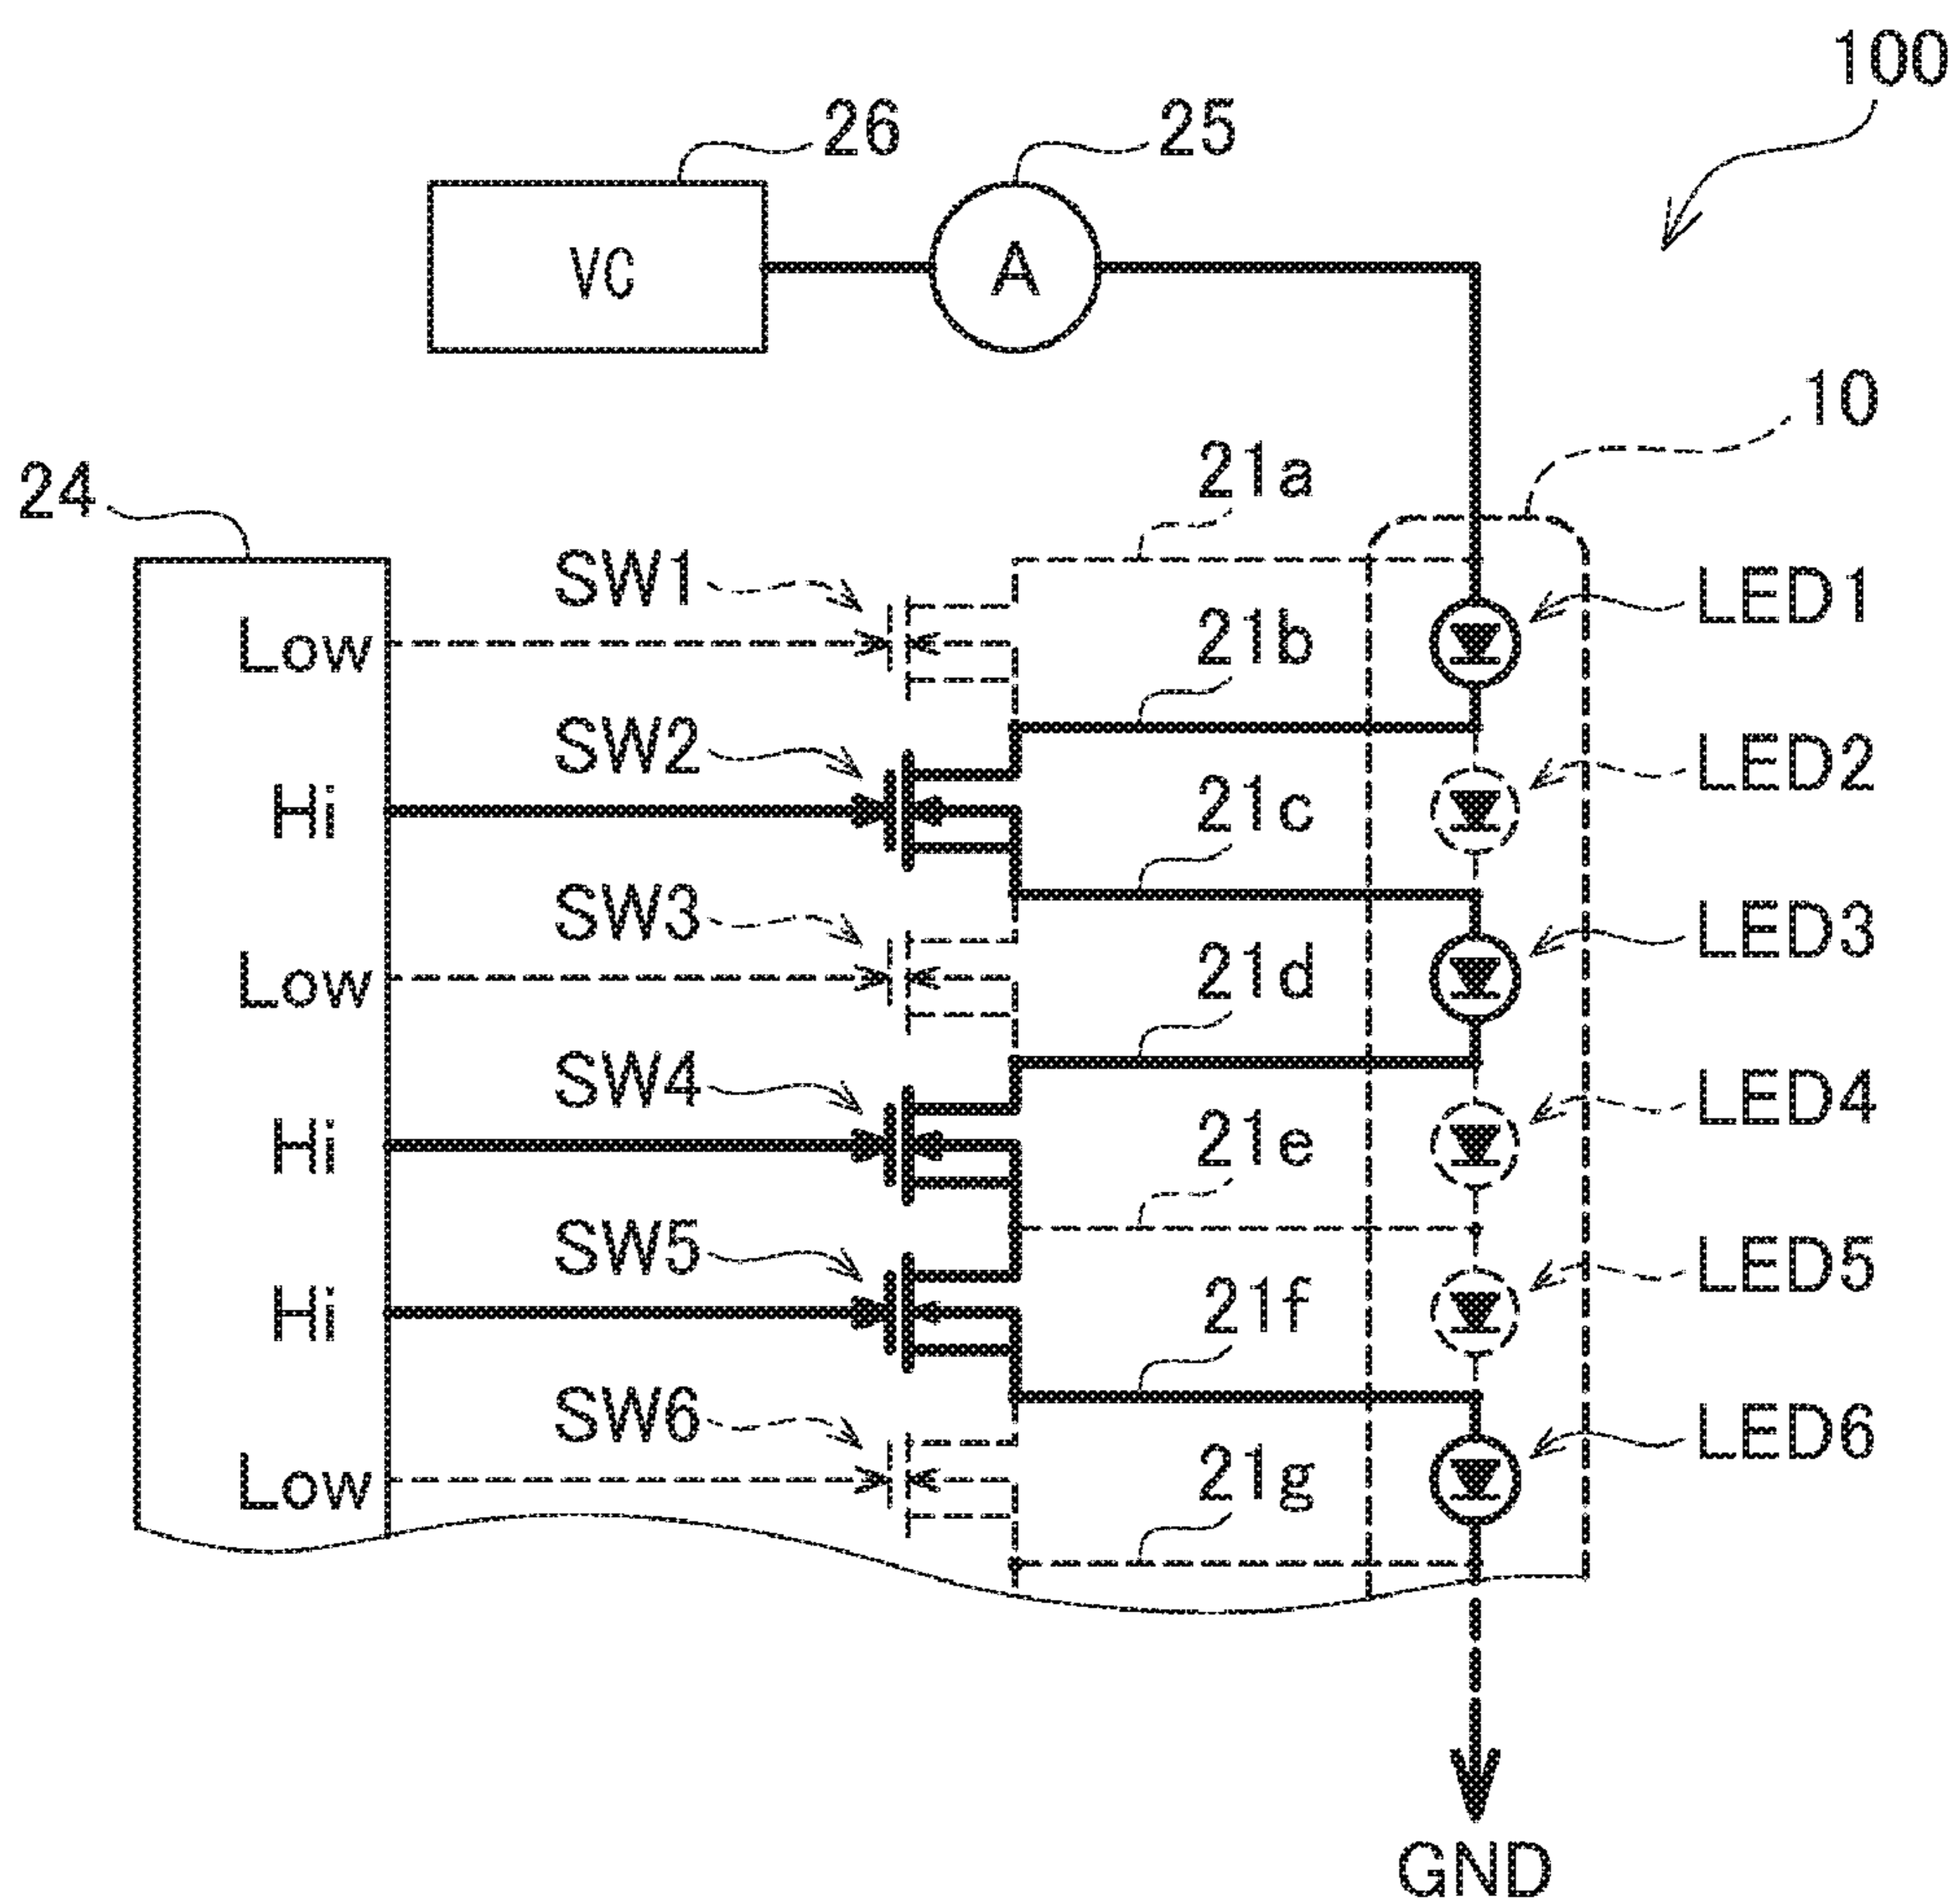 100
26
25
VC
A
10
21a
24
SW1
LED1
Low
21b
SW2
LED2
Hi
21c
SW3
LED3
Low
21d
SW4
LED4
Hi
21e
SW5
LED5
Hi
21f
SW6
LED6
Low
21g
GND